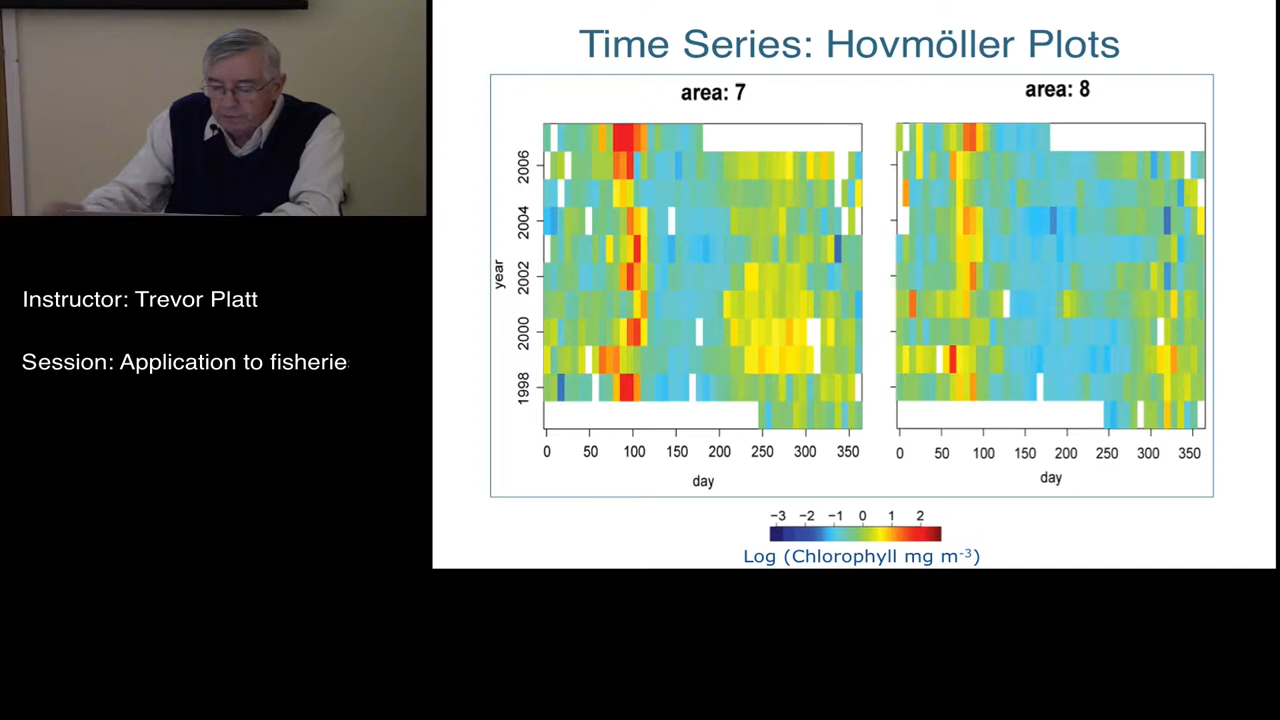 Time Series: Hovmöller Plots
area: 7
area: 8
year
1998 2000 2002 2004 2006
0 50 100 150 200 250 300 350
day
0 50 100 150 200 250 300 350
day
−3 −2 −1 0 1 2
Log (Chlorophyll mg m-3)
Instructor: Trevor Platt
Session: Application to fisherie